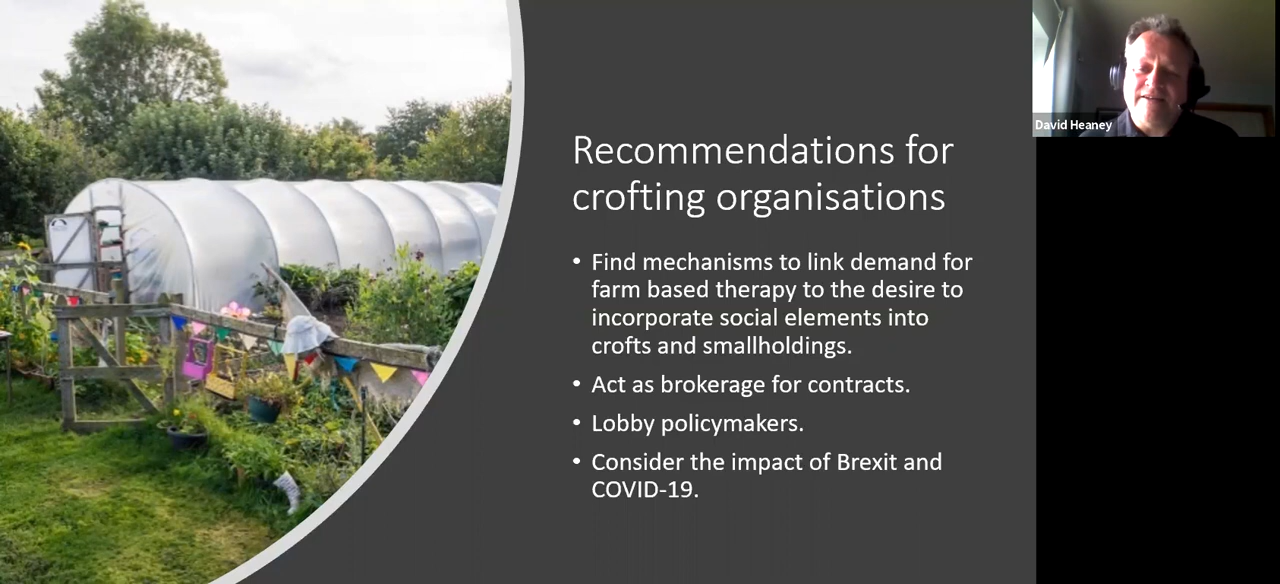 Recommendations for
crofting organisations
• Find mechanisms to link demand for
farm based therapy to the desire to
incorporate social elements into
crofts and smallholdings.
• Act as brokerage for contracts.
• Lobby policymakers.
• Consider the impact of Brexit and
COVID-19.
David Heaney